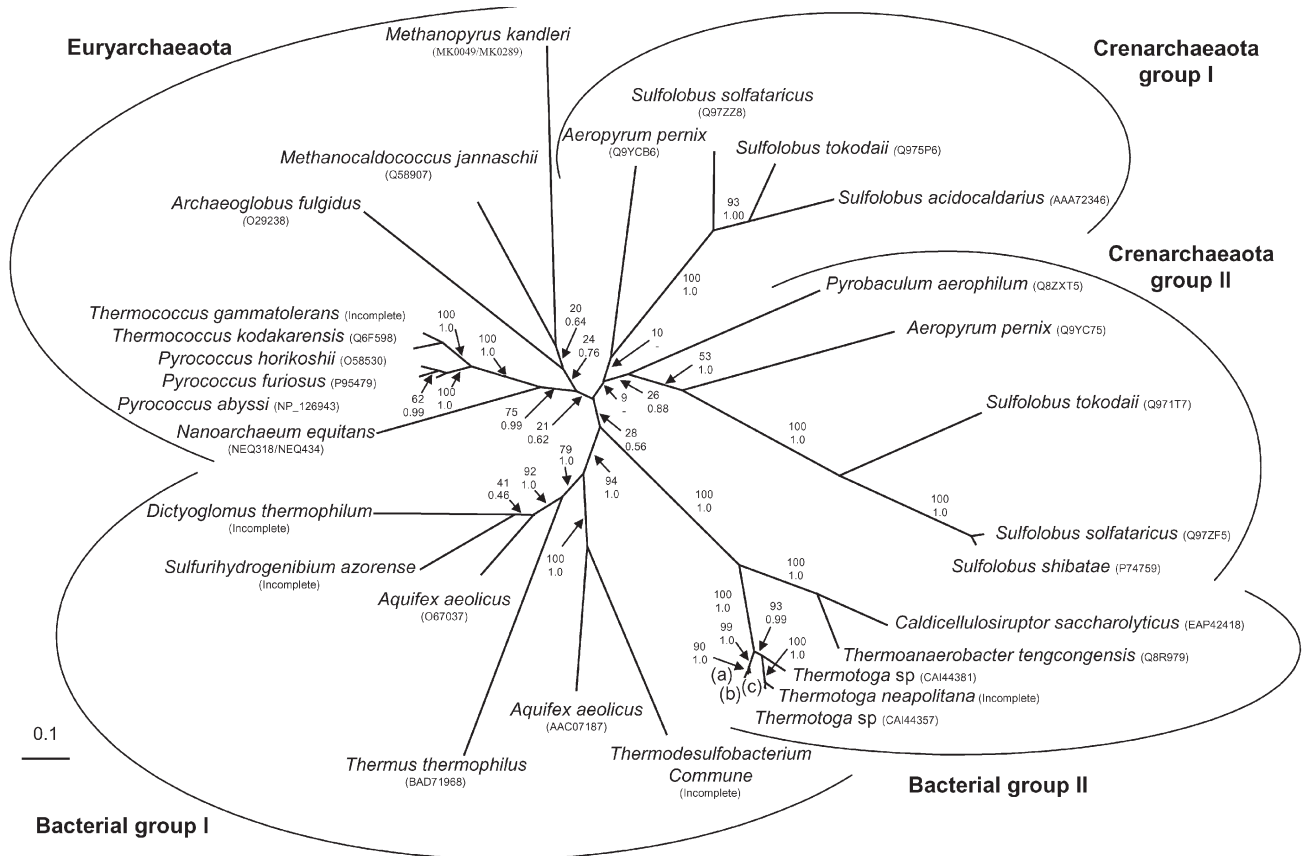 Methanopyrus kandleri
(MK0049/MK0289)
Euryarchaeaota
Crenarchaeaota
group I
Sulfolobus solfataricus
(Q97ZZ8)
Aeropyrum pernix
(Q9YCB6)
Sulfolobus tokodaii (Q975P6)
Methanocaldococcus jannaschii
(Q58907)
Archaeoglobus fulgidus
(O29238)
Sulfolobus acidocaldarius (AAA72346)
93
1.00
Crenarchaeaota
group II
100
1.0
Pyrobaculum aerophilum (Q8ZXT5)
Thermococcus gammatolerans (Incomplete)
Thermococcus kodakarensis (Q6F598)
Pyrococcus horikoshii (O58530)
Pyrococcus furiosus (P95479)
Pyrococcus abyssi (NP_126943)
Nanoarchaeum equitans
(NEQ318/NEQ434)
100
1.0
100
1.0
20
0.64
24
0.76
10
-
53
1.0
Aeropyrum pernix (Q9YC75)
62
0.99
100
1.0
75
0.99
21
0.62
9
-
26
0.88
Sulfolobus tokodaii (Q971T7)
28
0.56
100
1.0
79
1.0
92
1.0
41
0.46
94
1.0
100
1.0
100
1.0
Dictyoglomus thermophilum
(Incomplete)
Sulfolobus solfataricus (Q97ZF5)
Sulfolobus shibatae (P74759)
Sulfurihydrogenibium azorense
(Incomplete)
100
1.0
100
1.0
Aquifex aeolicus
(O67037)
100
1.0
93
0.99
99
1.0
100
1.0
90
1.0
Caldicellulosiruptor saccharolyticus (EAP42418)
Thermoanaerobacter tengcongensis (Q8R979)
(a)
(b)
(c)
Thermotoga sp (CAI44381)
Thermotoga neapolitana (Incomplete)
Thermotoga sp (CAI44357)
Aquifex aeolicus
(AAC07187)
0.1
Thermus thermophilus
(BAD71968)
Thermodesulfobacterium
Commune
(Incomplete)
Bacterial group II
Bacterial group I